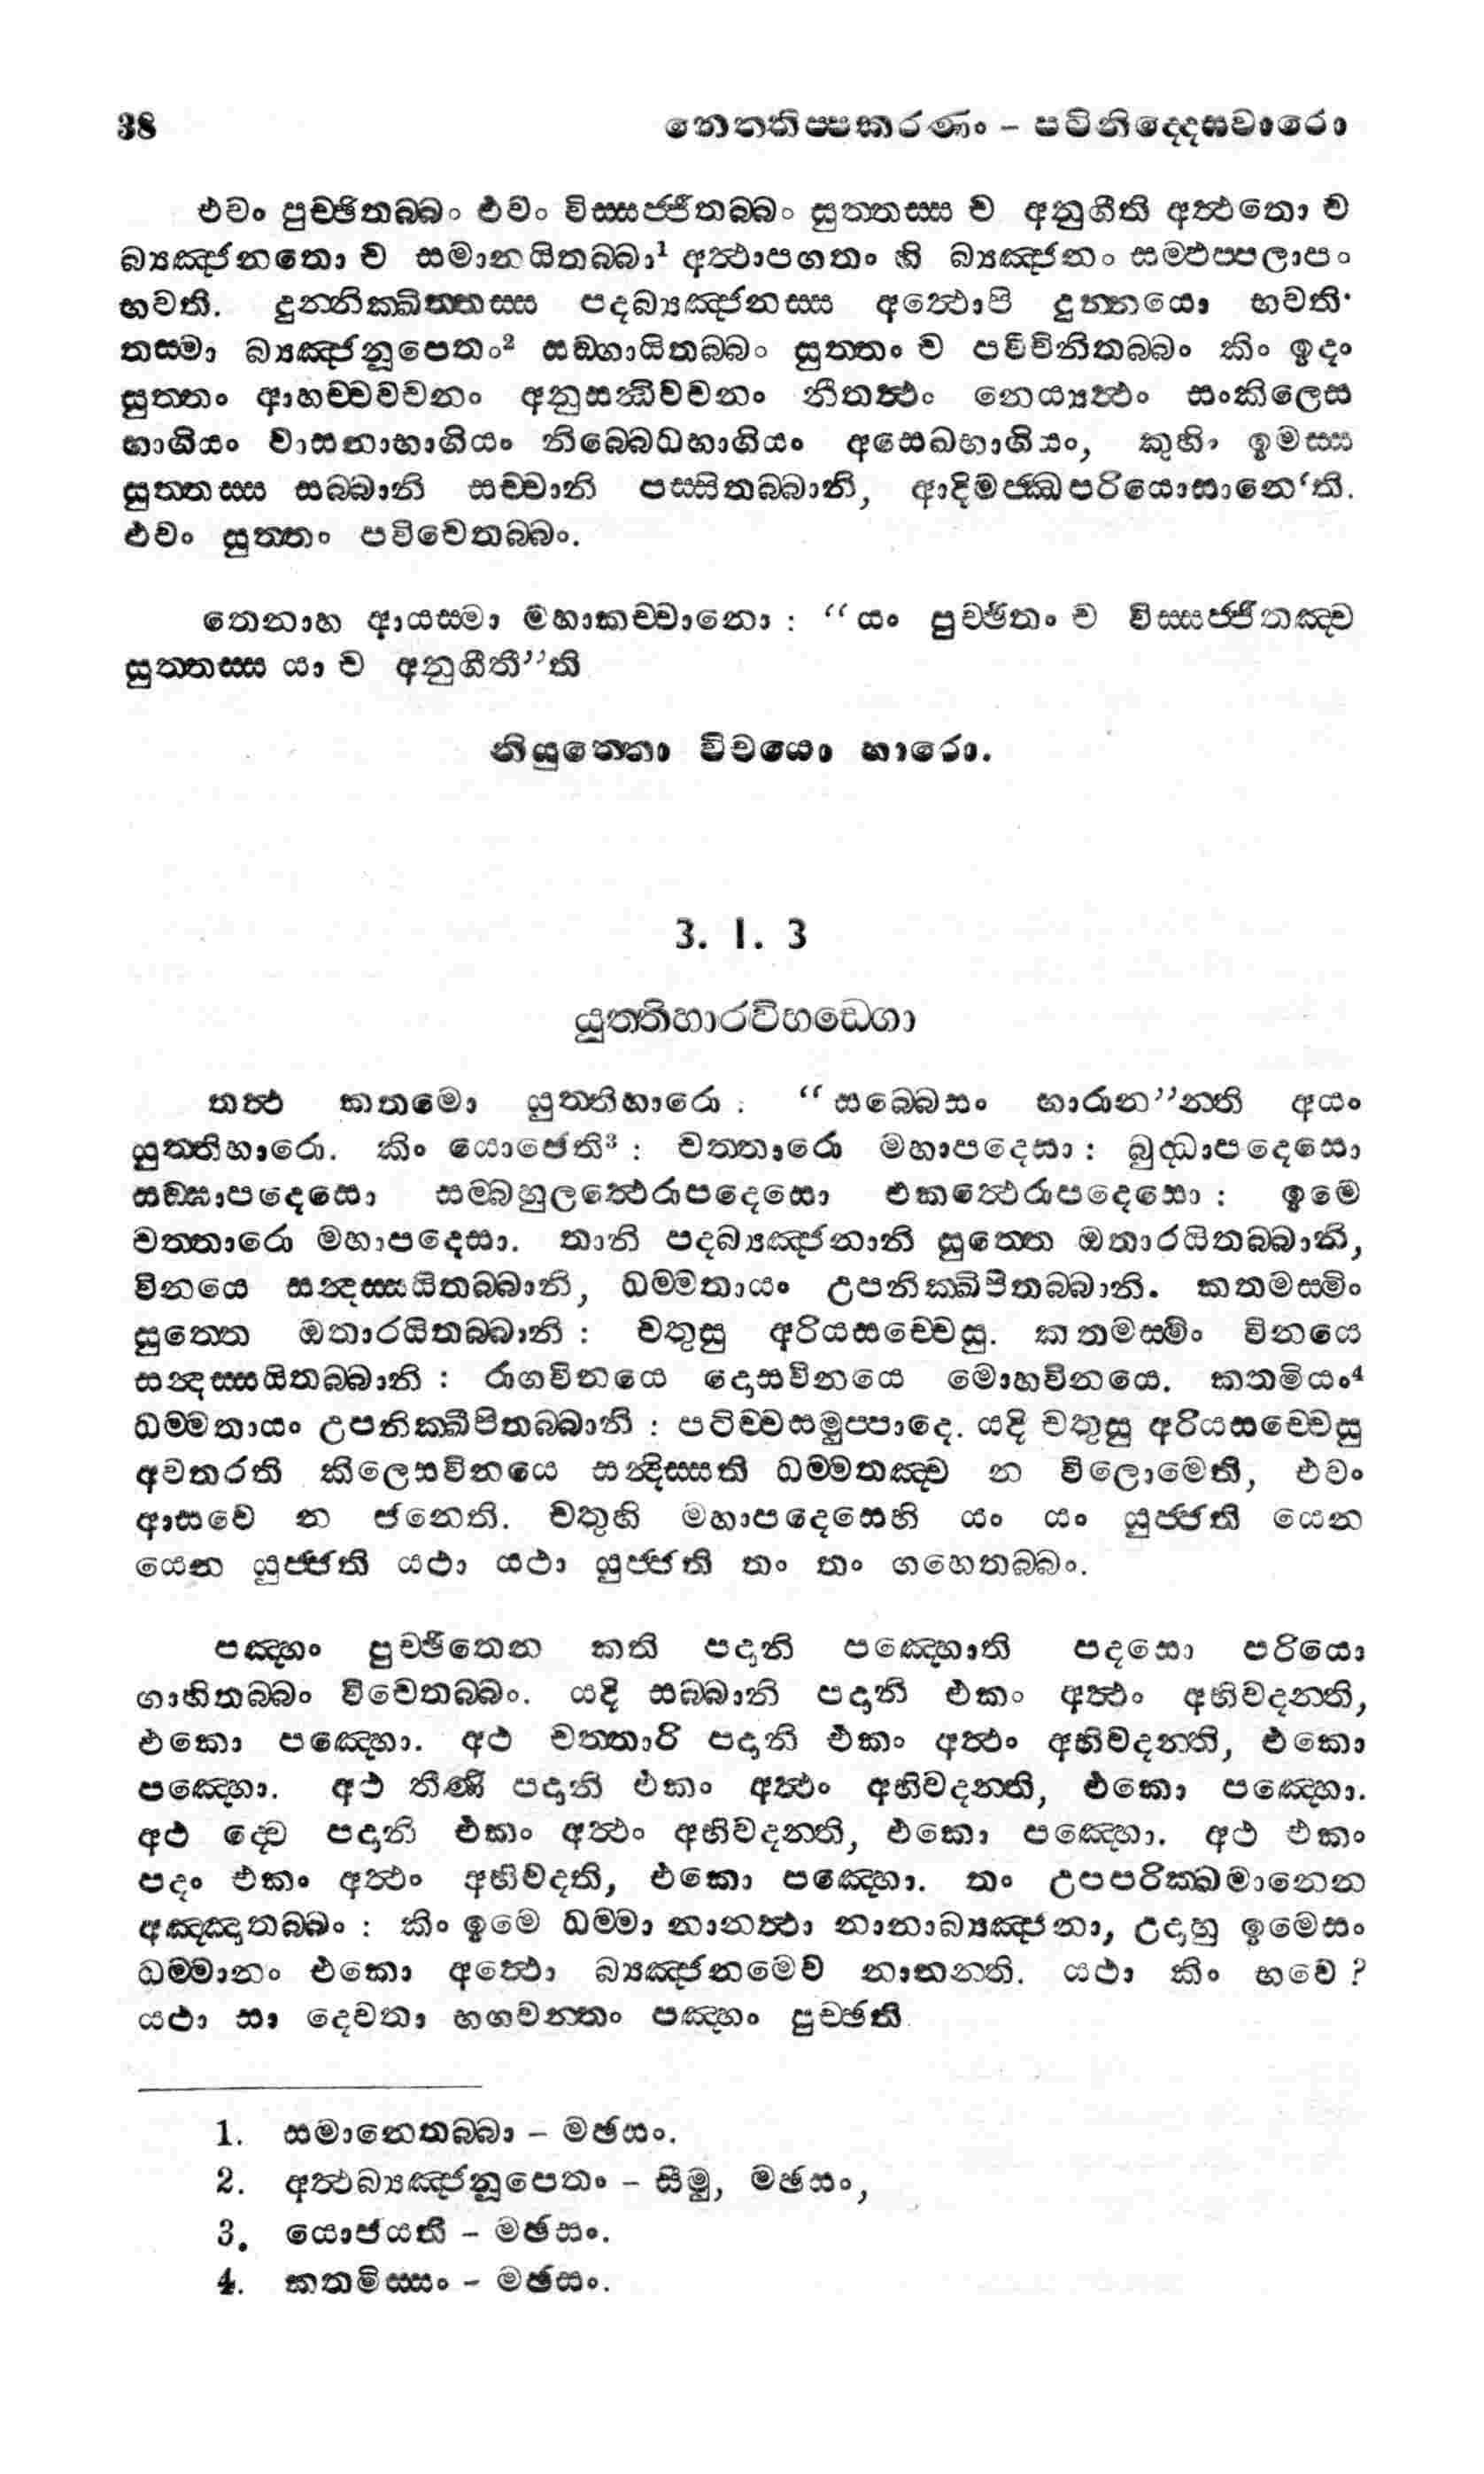 38 නෙත්තිප්පකරණං - පටිනිද්දෙසවාරො
එවං පුච්ඡිතබ්බං එවං විස්සජ්ජිතබ්බං සුත්තස්ස ච අනුගීති අත්ථතො ච
බ්‍යඤ්ජනතො ච සමානයිතබ්බා¹ අත්ථාපගතං හි බ්‍යඤ්ජනං සම්ඵප්පලාපං
භවති. දුන්නික්ඛිත්තස්ස පදබ්‍යඤ්ජනස්ස අත්ථොපි දුන්නයො භවති·
තස්මා බ්‍යඤ්ජනූපෙතං² සඞ්ගායිතබ්බං සුත්තං ච පවිචිනිතබ්බං කිං ඉදං
සුත්තං ආහච්චවචනං අනුසන්ධිවචනං නීතත්ථං නෙය්‍යත්ථං සංකිලෙස
භාගියං වාසනාභාගියං නිබ්බෙධභාගියං අසෙඛභාගියං, කුහිං ඉමස්ස
සුත්තස්ස සබ්බානි සච්චානි පස්සිතබ්බානි, ආදිමජ්ඣපරියොසානෙ‘ති.
එවං සුත්තං පවිචෙතබ්බං.
තෙනාහ ආයස්මා මහාකච්චානො : “යං පුච්ඡිතං ච විස්සජ්ජිතඤ්ච
සුත්තස්ස යා ච අනුගීතී”ති
නියුත්තො විචයො හාරො.
3. 1. 3
යුත්තිහාරවිභඞ්ගො
තත්ථ කතමො යුත්තිහාරො : “සබ්බෙසං හාරාන”න්ති අයං
යුත්තිහාරො. කිං යොජෙති³ : චත්තාරො මහාපදෙසා : බුද්ධාපදෙසො
සඞ්ඝාපදෙසො සම්බහුලත්ථෙරාපදෙසො එකත්ථෙරාපදෙසො : ඉමෙ
චත්තාරො මහාපදෙසා. තානි පදබ්‍යඤ්ජනානි සුත්තෙ ඔතාරයිතබ්බානි,
විනයෙ සන්දස්සයිතබ්බානි, ධම්මතායං උපනික්ඛිපිතබ්බානි. කතමස්මිං
සුත්තෙ ඔතාරයිතබ්බානි : චතුසු අරියසච්චෙසු. කතමස්මිං විනයෙ
සන්දස්සයිතබ්බානි : රාගවිනයෙ දොසවිනයෙ මොහවිනයෙ. කතමියං⁴
ධම්මතායං උපනික්ඛිපිතබ්බානි : පටිච්චසමුප්පාදෙ. යදි චතුසු අරියසච්චෙසු
අවතරති කිලෙසවිනයෙ සන්දිස්සති ධම්මතඤ්ච න විලොමෙති, එවං
ආසවෙ න ජනෙති. චතුහි මහාපදෙසෙහි යං යං යුජ්ජති යෙන
යෙන යුජ්ජති යථා යථා යුජ්ජති තං තං ගහෙතබ්බං.
පඤ්හං පුච්ඡිතෙන කති පදානි පඤ්හොති පදසො පරියො
ගාහිතබ්බං විචෙතබ්බං. යදි සබ්බානි පදානි එකං අත්ථං අභිවදන්ති,
එකො පඤ්හො. අථ චත්තාරි පදානි එකං අත්ථං අභිවදන්ති, එකො
පඤ්හො. අථ තීණි පදානි එකං අත්ථං අභිවදන්ති, එකො පඤ්හො.
අථ ද්වෙ පදානි එකං අත්ථං අභිවදන්ති, එකො පඤ්හො. අථ එකං
පදං එකං අත්ථං අභිවදති, එකො පඤ්හො. තං උපපරික්ඛමානෙන
අඤ්ඤාතබ්බං : කිං ඉමෙ ධම්මා නානත්ථා නානාබ්‍යඤ්ජනා, උදාහු ඉමෙසං
ධම්මානං එකො අත්ථො බ්‍යඤ්ජනමෙව නානන්ති. යථා කිං භවෙ ?
යථා සා දෙවතා භගවන්තං පඤ්හං පුච්ඡති
1. සමානෙතබ්බා - මඡසං.
2. අත්ථබ්‍යඤ්ජනූපෙතං - සීමු, මඡසං,
3. යොජයති - මඡසං.
4. කතමිස්සං - මඡසං.